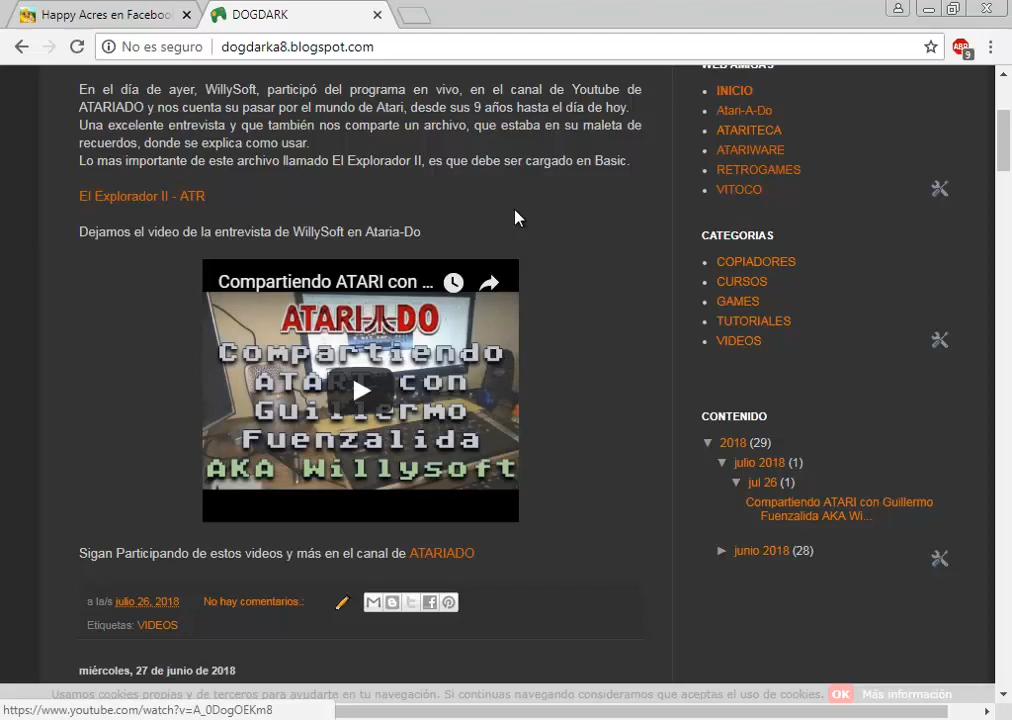 Happy Acres en Faceboo
DOGDARK
No es seguro
dogdarka8.blogspot.com
ABP
9
En el día de ayer, WillySoft, participó del programa en vivo, en el canal de Youtube de
ATARIADO y nos cuenta su pasar por el mundo de Atari, desde sus 9 años hasta el día de hoy.
Una excelente entrevista y que también nos comparte un archivo, que estaba en su maleta de
recuerdos, donde se explica como usar.
Lo mas importante de este archivo llamado El Explorador II, es que debe ser cargado en Basic.
El Explorador II - ATR
Dejamos el video de la entrevista de WillySoft en Ataria-Do
Compartiendo ATARI con ...
ATARI-A-DO
Compartiendo
ATARI con
Guillermo
Fuenzalida
AKA Willysoft
Sigan Participando de estos videos y más en el canal de ATARIADO
a la/s julio 26, 2018
No hay comentarios.:
Etiquetas: VIDEOS
miércoles, 27 de junio de 2018
WEB AMIGAS
INICIO
Atari-A-Do
ATARITECA
ATARIWARE
RETROGAMES
VITOCO
CATEGORIAS
COPIADORES
CURSOS
GAMES
TUTORIALES
VIDEOS
CONTENIDO
▼ 2018 (29)
▼ julio 2018 (1)
▼ jul 26 (1)
Compartiendo ATARI con Guillermo
Fuenzalida AKA Wi...
► junio 2018 (28)
Usamos cookies propias y de terceros para ayudarte en tu navegación. Si continuas navegando consideramos que aceptas el uso de cookies. OK Más información
https://www.youtube.com/watch?v=A_0DogOEKm8